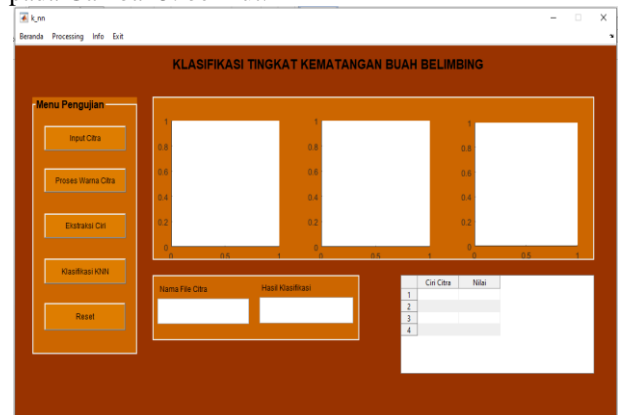 k_nn
Beranda Processing Info Exit
KLASIFIKASI TINGKAT KEMATANGAN BUAH BELIMBING
Menu Pengujian
Input Citra
Proses Warna Citra
Ekstraksi Ciri
Klasifikasi KNN
Reset
1
0.8
0.6
0.4
0.2
0
0 0.5 1
1
0.8
0.6
0.4
0.2
0
0 0.5 1
1
0.8
0.6
0.4
0.2
0
0 0.5 1
Nama File Citra
Hasil Klasifikasi
Ciri Citra Nilai
1
2
3
4